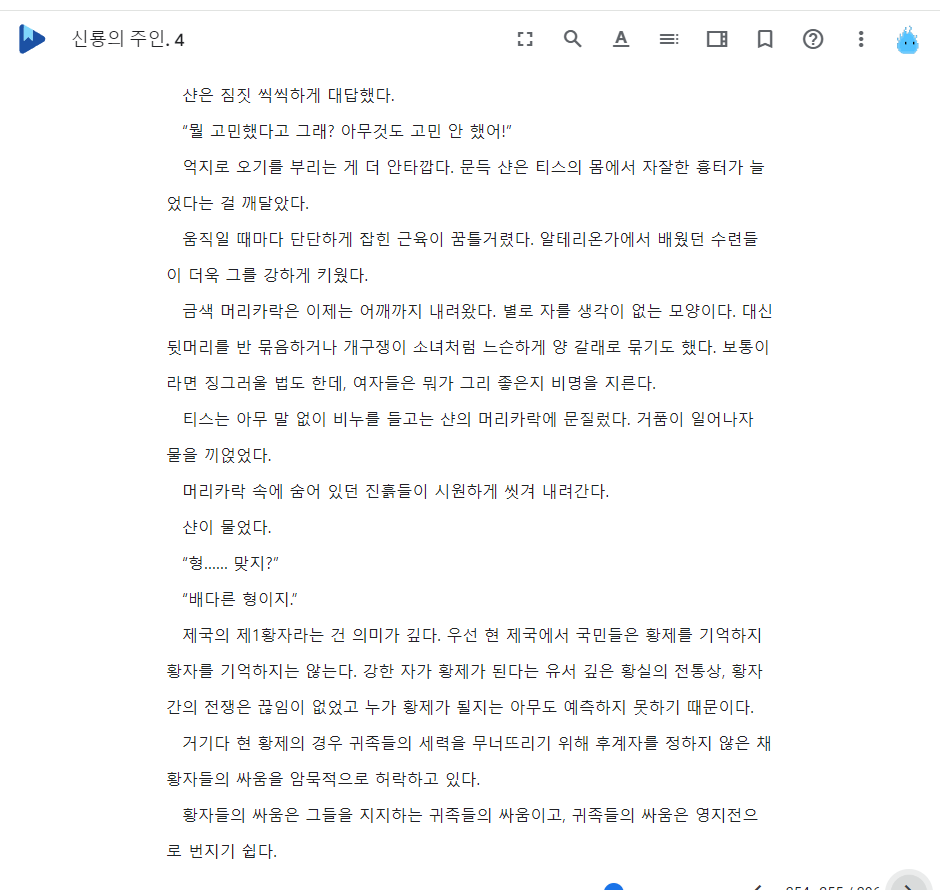 신룡의 주인. 4
샨은 짐짓 씩씩하게 대답했다.
“뭘 고민했다고 그래? 아무것도 고민 안 했어!”
억지로 오기를 부리는 게 더 안타깝다. 문득 샨은 티스의 몸에서 자잘한 흉터가 늘
었다는 걸 깨달았다.
움직일 때마다 단단하게 잡힌 근육이 꿈틀거렸다. 알테리온가에서 배웠던 수련들
이 더욱 그를 강하게 키웠다.
금색 머리카락은 이제는 어깨까지 내려왔다. 별로 자를 생각이 없는 모양이다. 대신
뒷머리를 반 묶음하거나 개구쟁이 소녀처럼 느슨하게 양 갈래로 묶기도 했다. 보통이
라면 징그러울 법도 한데, 여자들은 뭐가 그리 좋은지 비명을 지른다.
티스는 아무 말 없이 비누를 들고는 샨의 머리카락에 문질렀다. 거품이 일어나자
물을 끼얹었다.
머리카락 속에 숨어 있던 진흙들이 시원하게 씻겨 내려간다.
샨이 물었다.
“형…… 맞지?”
“배다른 형이지.”
제국의 제1황자라는 건 의미가 깊다. 우선 현 제국에서 국민들은 황제를 기억하지
황자를 기억하지는 않는다. 강한 자가 황제가 된다는 유서 깊은 황실의 전통상, 황자
간의 전쟁은 끊임이 없었고 누가 황제가 될지는 아무도 예측하지 못하기 때문이다.
거기다 현 황제의 경우 귀족들의 세력을 무너뜨리기 위해 후계자를 정하지 않은 채
황자들의 싸움을 암묵적으로 허락하고 있다.
황자들의 싸움은 그들을 지지하는 귀족들의 싸움이고, 귀족들의 싸움은 영지전으
로 번지기 쉽다.